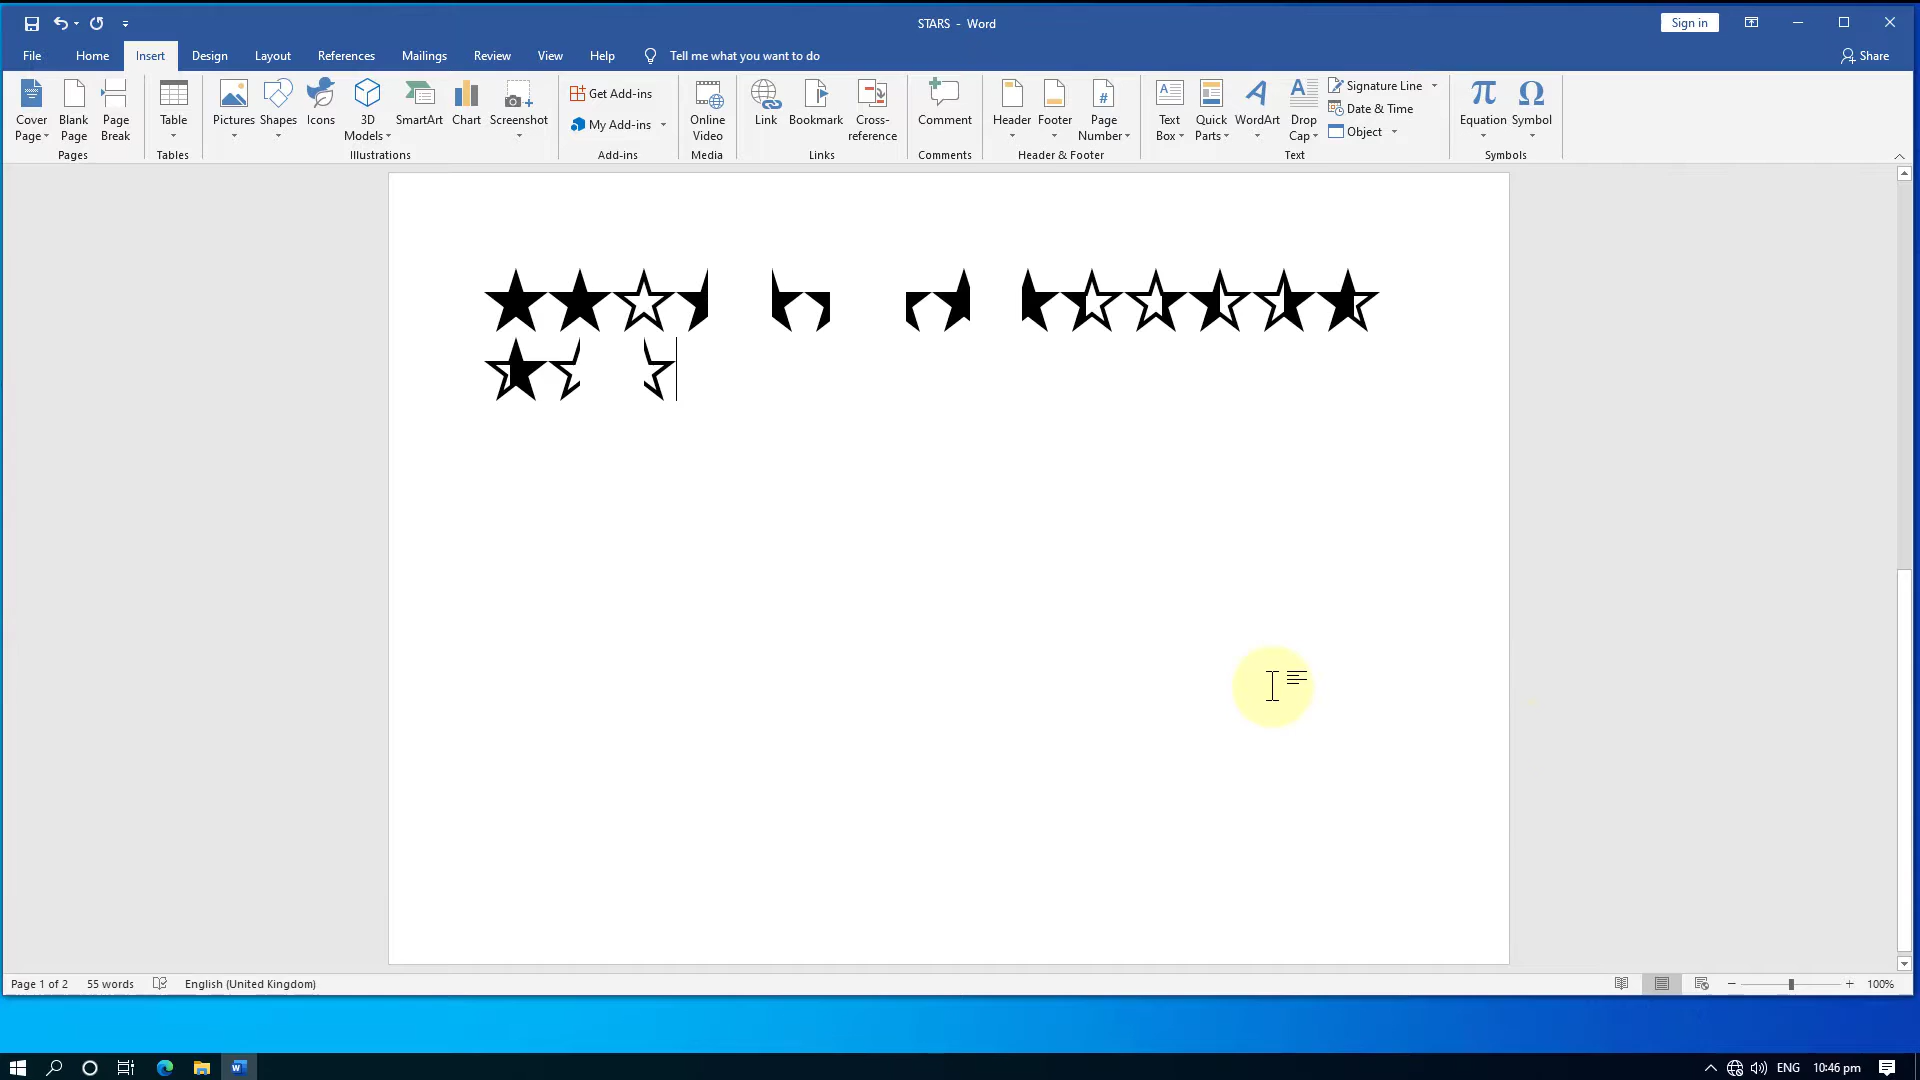 STARS - Word
Sign in
File Home Insert Design Layout References Mailings Review View Help Tell me what you want to do Share
Cover Page
Blank Page
Page Break
Pages
Table
Tables
Pictures
Shapes
Icons
3D Models
SmartArt
Chart
Screenshot
Illustrations
Get Add-ins
My Add-ins
Add-ins
Online Video
Media
Link
Bookmark
Cross-reference
Links
Comment
Comments
Header
Footer
Page Number
Header & Footer
Text Box
Quick Parts
WordArt
Drop Cap
Signature Line
Date & Time
Object
Text
Equation
Symbol
Symbols
Page 1 of 2 55 words English (United Kingdom) 100%
ENG 10:46 pm